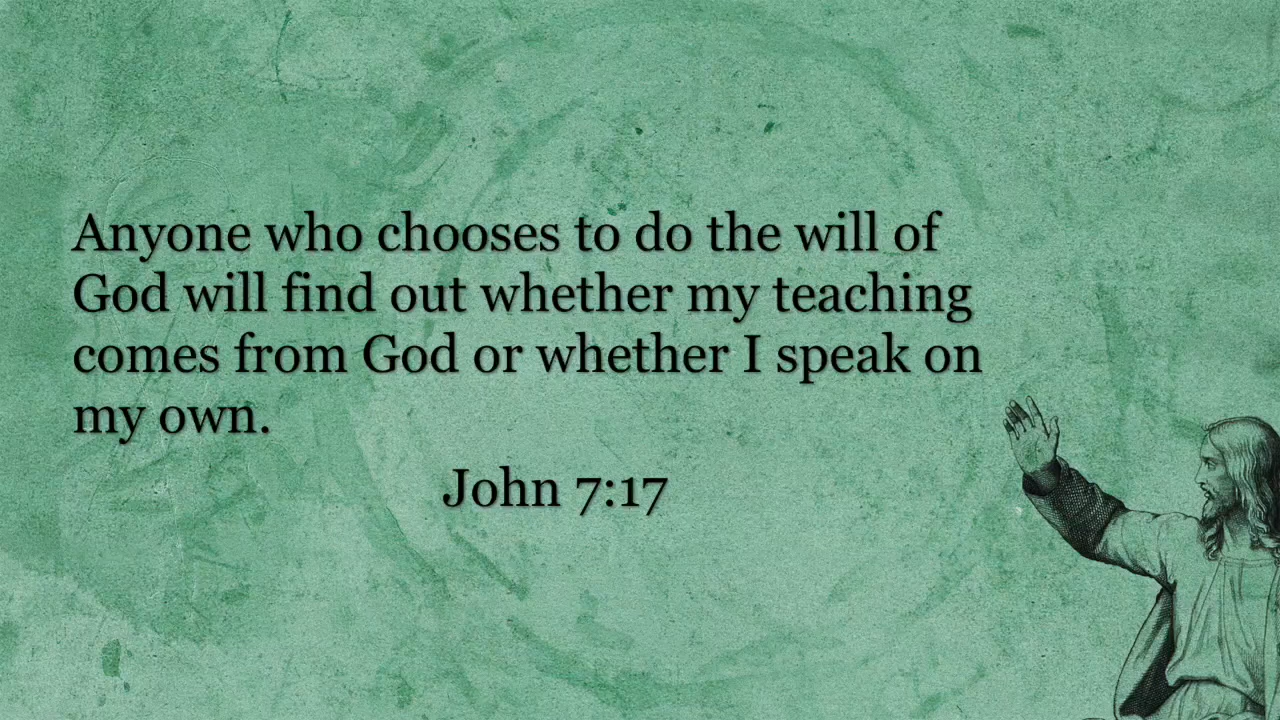 Anyone who chooses to do the will of
God will find out whether my teaching
comes from God or whether I speak on
my own.
John 7:17